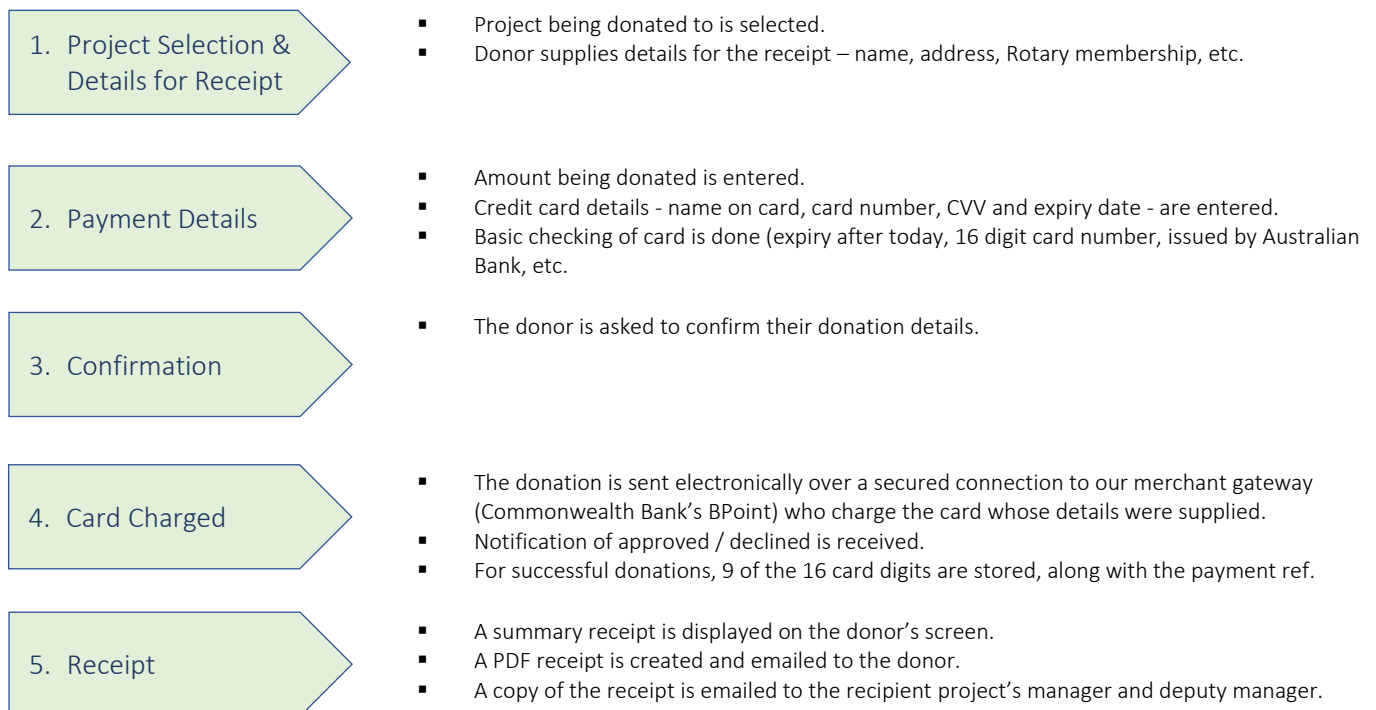 1. Project Selection &
Details for Receipt
▪ Project being donated to is selected.
▪ Donor supplies details for the receipt – name, address, Rotary membership, etc.
2. Payment Details
▪ Amount being donated is entered.
▪ Credit card details - name on card, card number, CVV and expiry date - are entered.
▪ Basic checking of card is done (expiry after today, 16 digit card number, issued by Australian
Bank, etc.
3. Confirmation
▪ The donor is asked to confirm their donation details.
4. Card Charged
▪ The donation is sent electronically over a secured connection to our merchant gateway
(Commonwealth Bank’s BPoint) who charge the card whose details were supplied.
▪ Notification of approved / declined is received.
▪ For successful donations, 9 of the 16 card digits are stored, along with the payment ref.
5. Receipt
▪ A summary receipt is displayed on the donor’s screen.
▪ A PDF receipt is created and emailed to the donor.
▪ A copy of the receipt is emailed to the recipient project’s manager and deputy manager.